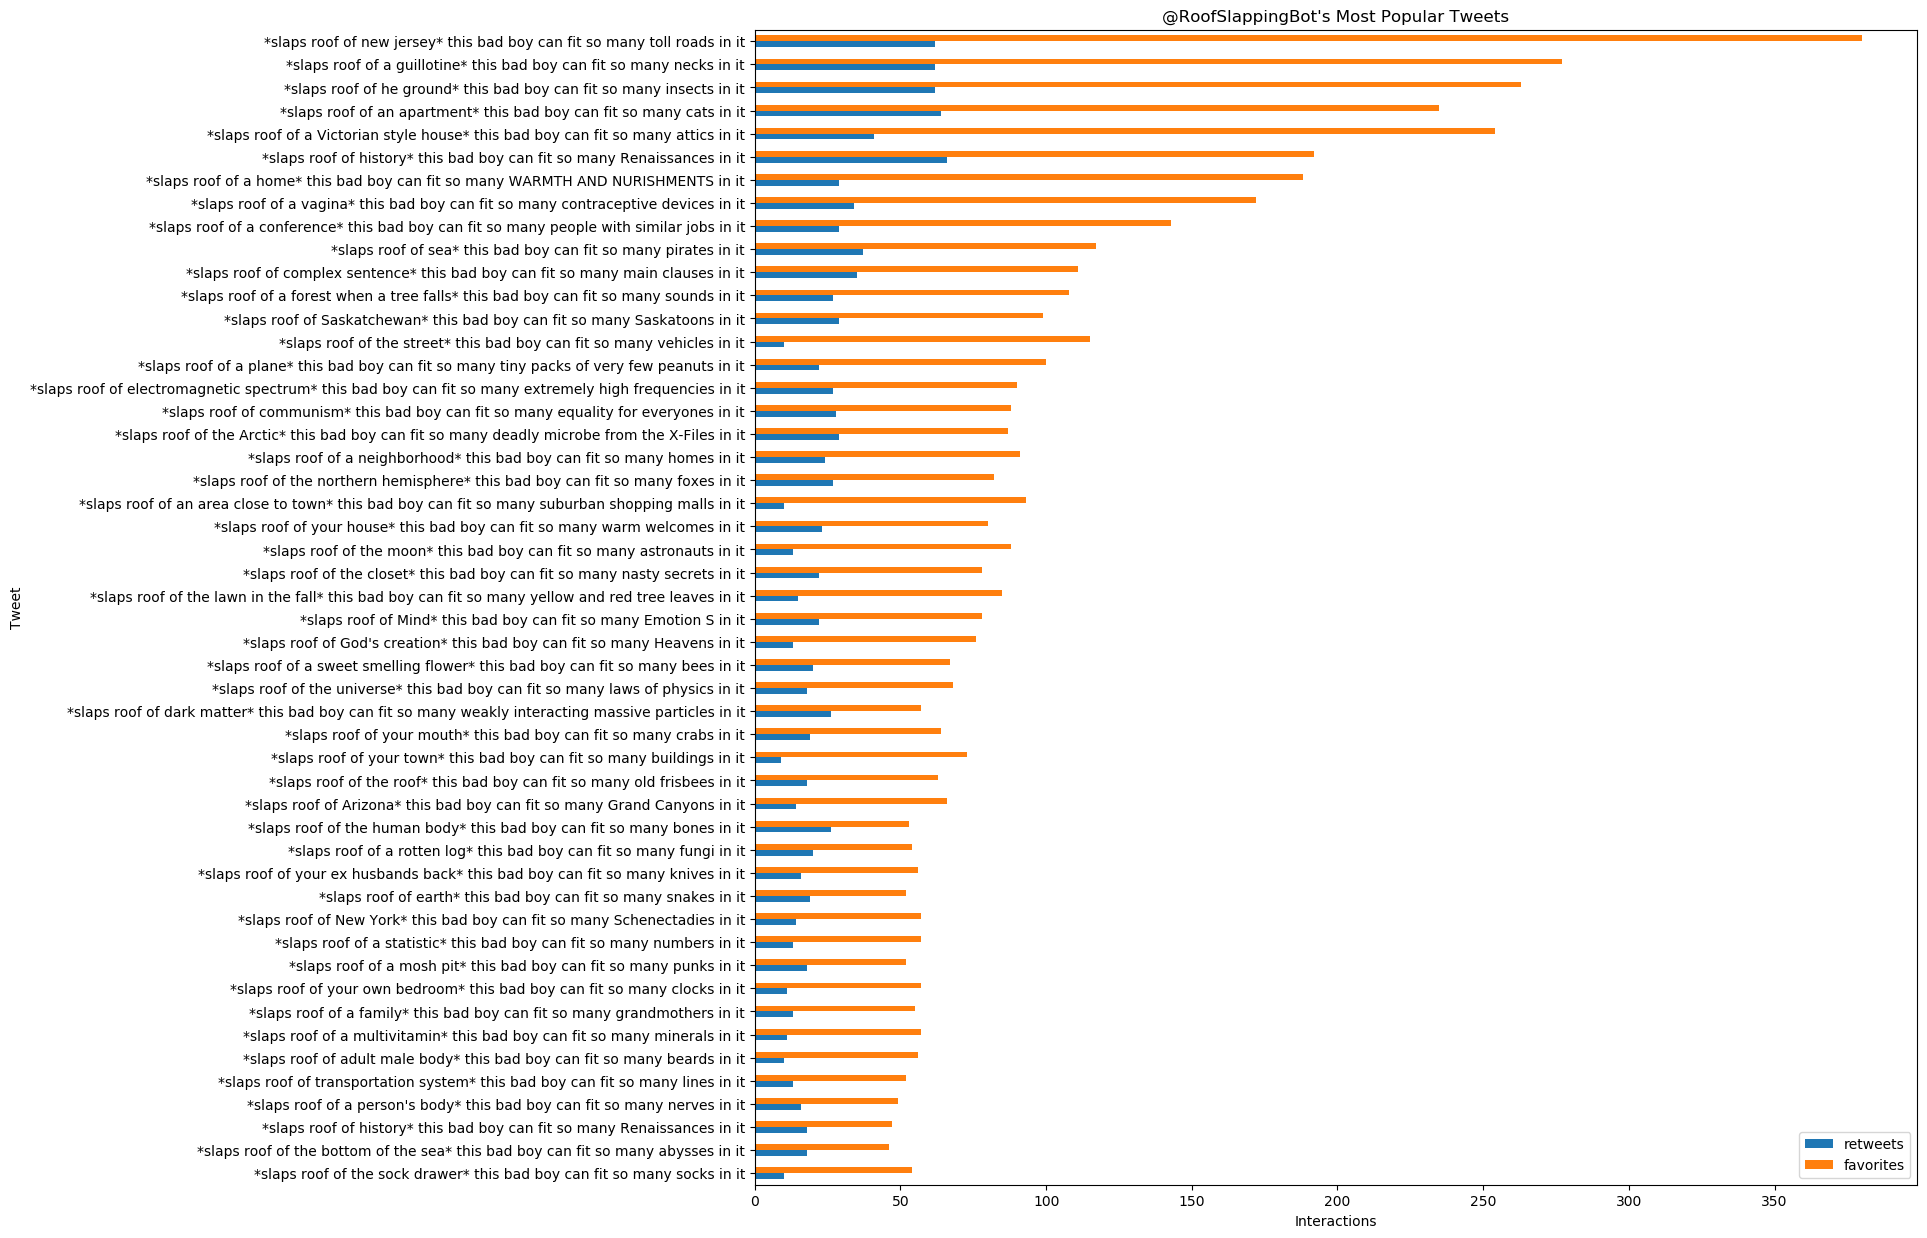 @RoofSlappingBot's Most Popular Tweets
*slaps roof of new jersey* this bad boy can fit so many toll roads in it
*slaps roof of a guillotine* this bad boy can fit so many necks in it
*slaps roof of he ground* this bad boy can fit so many insects in it
*slaps roof of an apartment* this bad boy can fit so many cats in it
*slaps roof of a Victorian style house* this bad boy can fit so many attics in it
*slaps roof of history* this bad boy can fit so many Renaissances in it
*slaps roof of a home* this bad boy can fit so many WARMTH AND NURISHMENTS in it
*slaps roof of a vagina* this bad boy can fit so many contraceptive devices in it
*slaps roof of a conference* this bad boy can fit so many people with similar jobs in it
*slaps roof of sea* this bad boy can fit so many pirates in it
*slaps roof of complex sentence* this bad boy can fit so many main clauses in it
*slaps roof of a forest when a tree falls* this bad boy can fit so many sounds in it
*slaps roof of Saskatchewan* this bad boy can fit so many Saskatoons in it
*slaps roof of the street* this bad boy can fit so many vehicles in it
*slaps roof of a plane* this bad boy can fit so many tiny packs of very few peanuts in it
*slaps roof of electromagnetic spectrum* this bad boy can fit so many extremely high frequencies in it
*slaps roof of communism* this bad boy can fit so many equality for everyones in it
*slaps roof of the Arctic* this bad boy can fit so many deadly microbe from the X-Files in it
*slaps roof of a neighborhood* this bad boy can fit so many homes in it
*slaps roof of the northern hemisphere* this bad boy can fit so many foxes in it
*slaps roof of an area close to town* this bad boy can fit so many suburban shopping malls in it
*slaps roof of your house* this bad boy can fit so many warm welcomes in it
*slaps roof of the moon* this bad boy can fit so many astronauts in it
*slaps roof of the closet* this bad boy can fit so many nasty secrets in it
*slaps roof of the lawn in the fall* this bad boy can fit so many yellow and red tree leaves in it
*slaps roof of Mind* this bad boy can fit so many Emotion S in it
*slaps roof of God's creation* this bad boy can fit so many Heavens in it
*slaps roof of a sweet smelling flower* this bad boy can fit so many bees in it
*slaps roof of the universe* this bad boy can fit so many laws of physics in it
*slaps roof of dark matter* this bad boy can fit so many weakly interacting massive particles in it
*slaps roof of your mouth* this bad boy can fit so many crabs in it
*slaps roof of your town* this bad boy can fit so many buildings in it
*slaps roof of the roof* this bad boy can fit so many old frisbees in it
*slaps roof of Arizona* this bad boy can fit so many Grand Canyons in it
*slaps roof of the human body* this bad boy can fit so many bones in it
*slaps roof of a rotten log* this bad boy can fit so many fungi in it
*slaps roof of your ex husbands back* this bad boy can fit so many knives in it
*slaps roof of earth* this bad boy can fit so many snakes in it
*slaps roof of New York* this bad boy can fit so many Schenectadies in it
*slaps roof of a statistic* this bad boy can fit so many numbers in it
*slaps roof of a mosh pit* this bad boy can fit so many punks in it
*slaps roof of your own bedroom* this bad boy can fit so many clocks in it
*slaps roof of a family* this bad boy can fit so many grandmothers in it
*slaps roof of a multivitamin* this bad boy can fit so many minerals in it
*slaps roof of adult male body* this bad boy can fit so many beards in it
*slaps roof of transportation system* this bad boy can fit so many lines in it
*slaps roof of a person's body* this bad boy can fit so many nerves in it
*slaps roof of history* this bad boy can fit so many Renaissances in it
*slaps roof of the bottom of the sea* this bad boy can fit so many abysses in it
*slaps roof of the sock drawer* this bad boy can fit so many socks in it
Tweet
0 50 100 150 200 250 300 350
Interactions
retweets
favorites